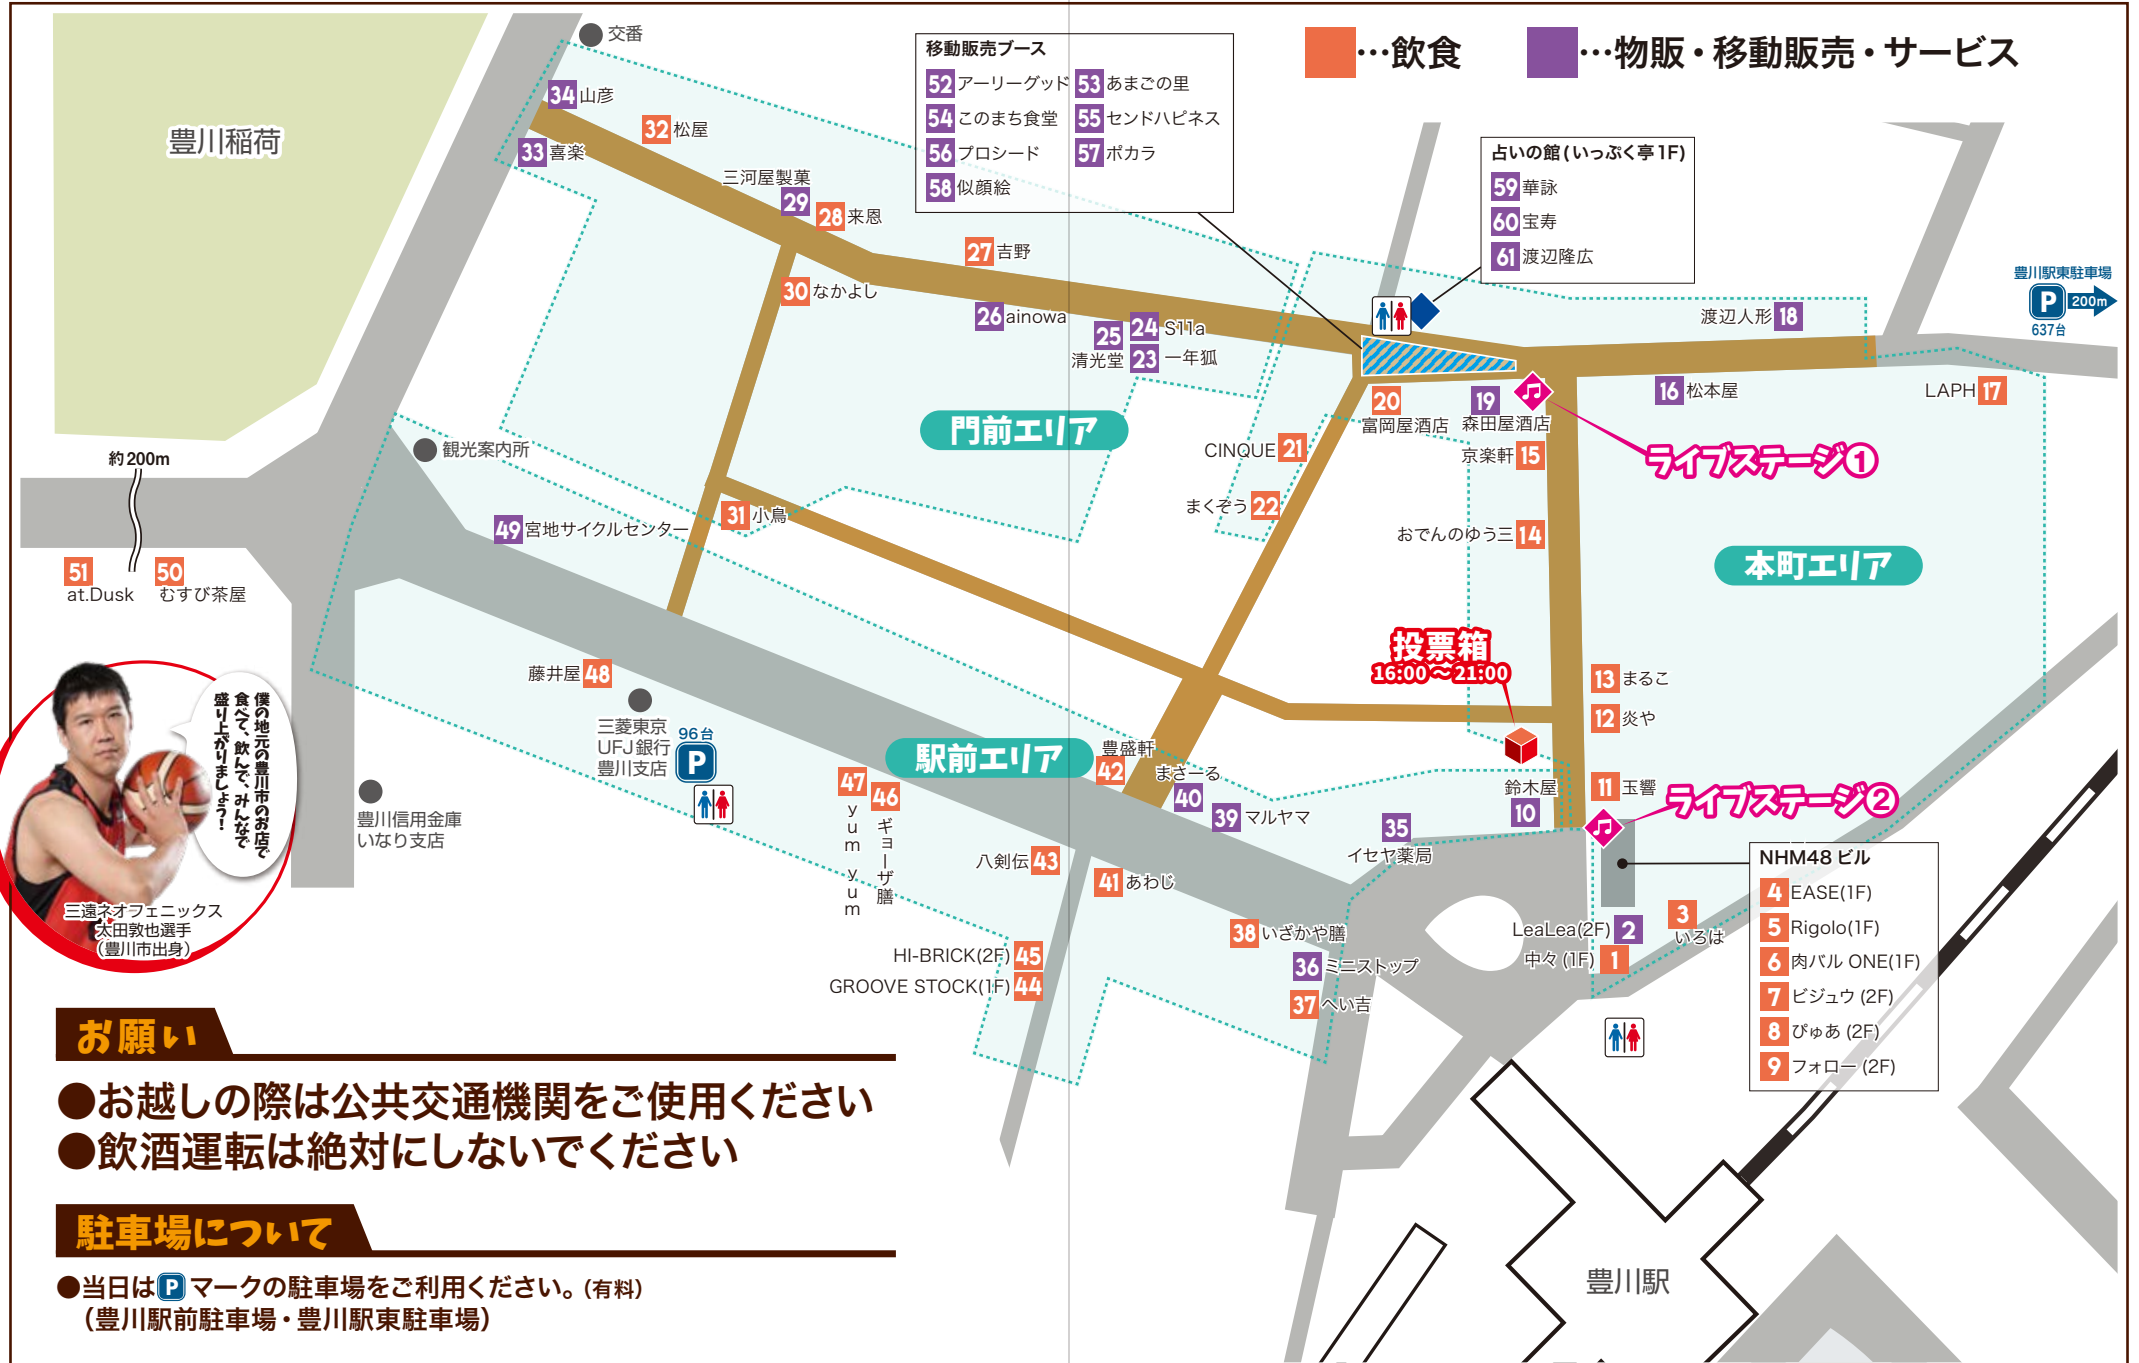 交番
…飲食
…物販・移動販売・サービス
移動販売ブース
52 アーリーグッド 53 あまごの里
54 このまち食堂 55 センドハピネス
56 プロシード 57 ポカラ
58 似顔絵
占いの館(いっぷく亭1F)
59 華詠
60 宝寿
61 渡辺隆広
豊川稲荷
34 山彦
32 松屋
33 喜楽
三河屋製菓
29
28 来恩
27 吉野
30 なかよし
26 ainowa
25
清光堂
24 S11a
23 一年狐
渡辺人形 18
豊川駅東駐車場
P 200m
637台
20
富岡屋酒店
19
森田屋酒店
16 松本屋
LAPH 17
門前エリア
CINQUE 21
京楽軒 15
ライブステージ①
まくぞう 22
おでんのゆう三 14
本町エリア
観光案内所
約200m
49 宮地サイクルセンター
31 小鳥
51
at.Dusk
50
むすび茶屋
投票箱
16:00～21:00
13 まるこ
12 炎や
藤井屋 48
三菱東京
UFJ銀行
豊川支店
96台
P
駅前エリア
豊盛軒
42
まさーる
40
39 マルヤマ
47
yum yum
46
ギョーザ膳
鈴木屋
10
11 玉響
ライブステージ②
35
イセヤ薬局
八剣伝 43
41 あわじ
豊川信用金庫
いなり支店
僕の地元の豊川市のお店で
食べて、飲んで、みんなで
盛り上がりましょう！
三遠ネオフェニックス
太田敦也選手
(豊川市出身)
NHM48 ビル
4 EASE(1F)
5 Rigolo(1F)
6 肉バル ONE(1F)
7 ビジュウ (2F)
8 ぴゅあ (2F)
9 フォロー (2F)
LeaLea(2F) 2
3
いろは
中々 (1F) 1
38 いざかや膳
36 ミニストップ
37 へい吉
HI-BRICK(2F) 45
GROOVE STOCK(1F) 44
お願い
●お越しの際は公共交通機関をご使用ください
●飲酒運転は絶対にしないでください
駐車場について
●当日は P マークの駐車場をご利用ください。(有料)
(豊川駅前駐車場・豊川駅東駐車場)
豊川駅